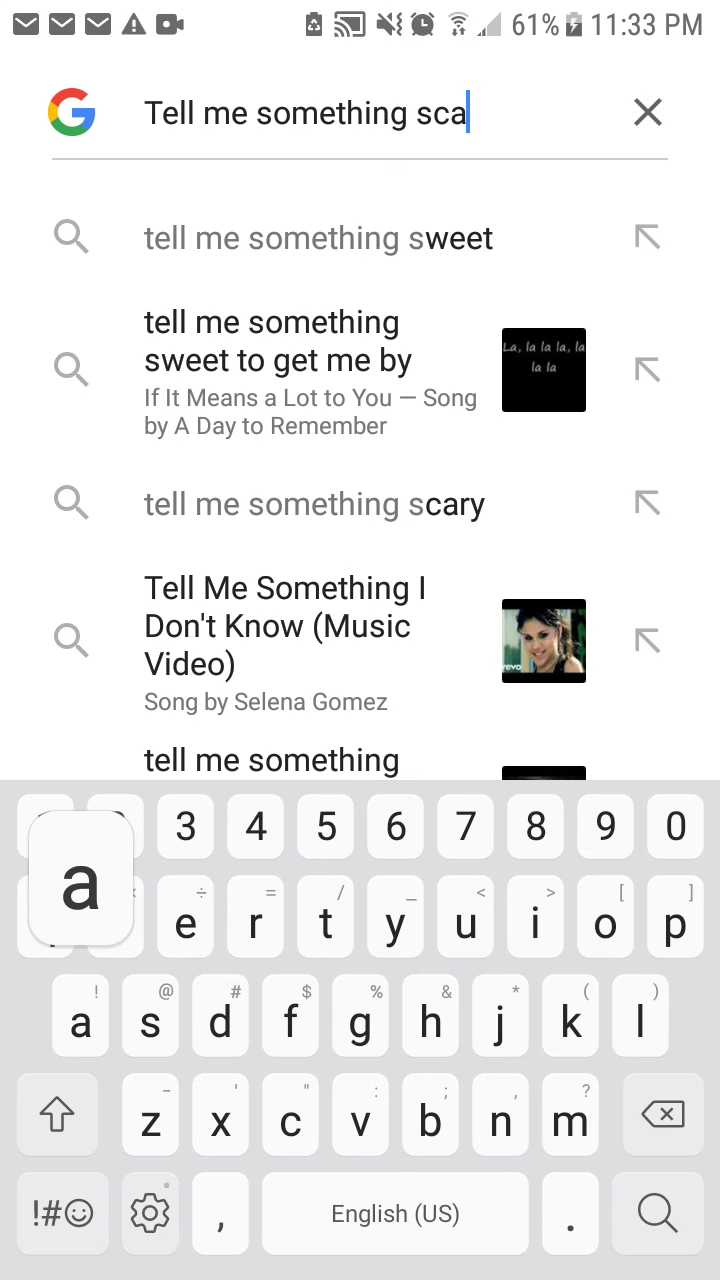 61% 11:33 PM
Tell me something sca
tell me something sweet
tell me something
sweet to get me by
If It Means a Lot to You — Song
by A Day to Remember
La, la la la, la
la la
tell me something scary
Tell Me Something I
Don't Know (Music
Video)
Song by Selena Gomez
vevo
tell me something
3 4 5 6 7 8 9 0
a
÷ = / _ < > [ ]
e r t y u i o p
! @ # $ % & * ( )
a s d f g h j k l
- ' " : ; , ?
z x c v b n m
!#☺ , English (US) .